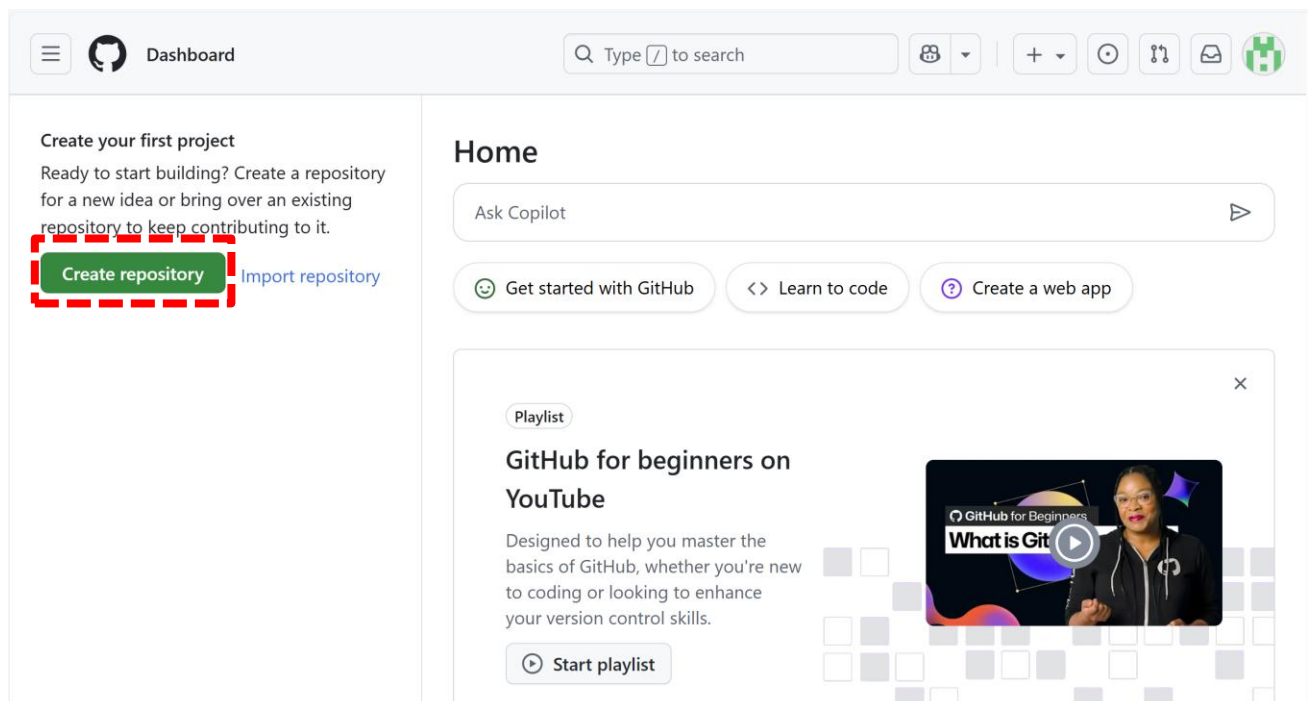 Dashboard
Type / to search
Create your first project
Ready to start building? Create a repository
for a new idea or bring over an existing
repository to keep contributing to it.
Create repository
Import repository
Home
Ask Copilot
Get started with GitHub
Learn to code
Create a web app
Playlist
GitHub for beginners on
YouTube
Designed to help you master the
basics of GitHub, whether you're new
to coding or looking to enhance
your version control skills.
Start playlist
GitHub for Beginners
What is Git